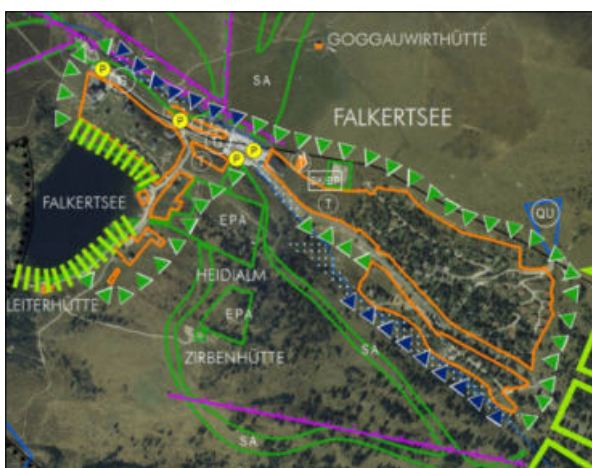 GOGGAUWIRTHÜTTE
P
SA
FALKERTSEE
P
P
P
T
FALKERTSEE
EPA
T
QU
HEIDIALM
LEITERHÜTTE
EPA
ZIRBENHÜTTE
SA
SA